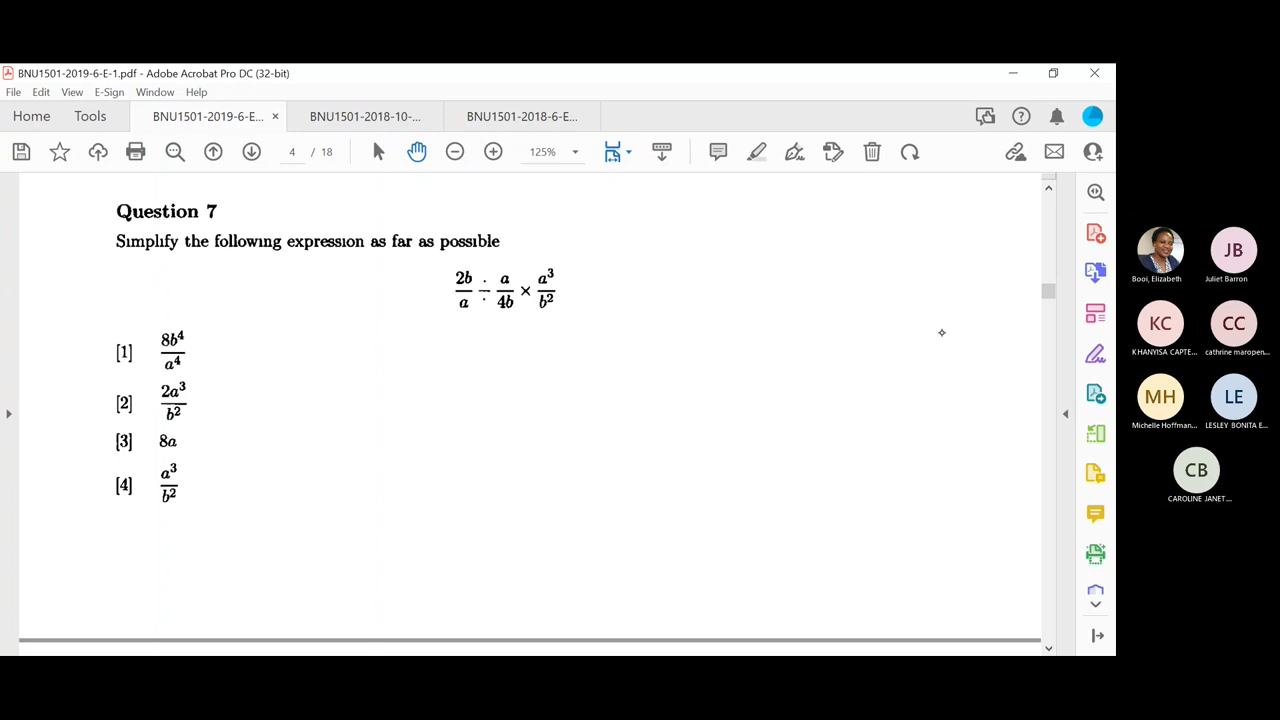 BNU1501-2019-6-E-1.pdf - Adobe Acrobat Pro DC (32-bit)
File Edit View E-Sign Window Help
Home Tools BNU1501-2019-6-E... × BNU1501-2018-10-... BNU1501-2018-6-E...
4 / 18 125%
Question 7
Simplify the following expression as far as possible
2b/a ÷ a/4b × a³/b²
[1] 8b⁴/a⁴
[2] 2a³/b²
[3] 8a
[4] a³/b²
Booi, Elizabeth
JB
Juliet Barron
KC
KHANYISA CAPTE...
CC
cathrine maropen...
MH
Michelle Hoffman...
LE
LESLEY BONITA E...
CB
CAROLINE JANET...